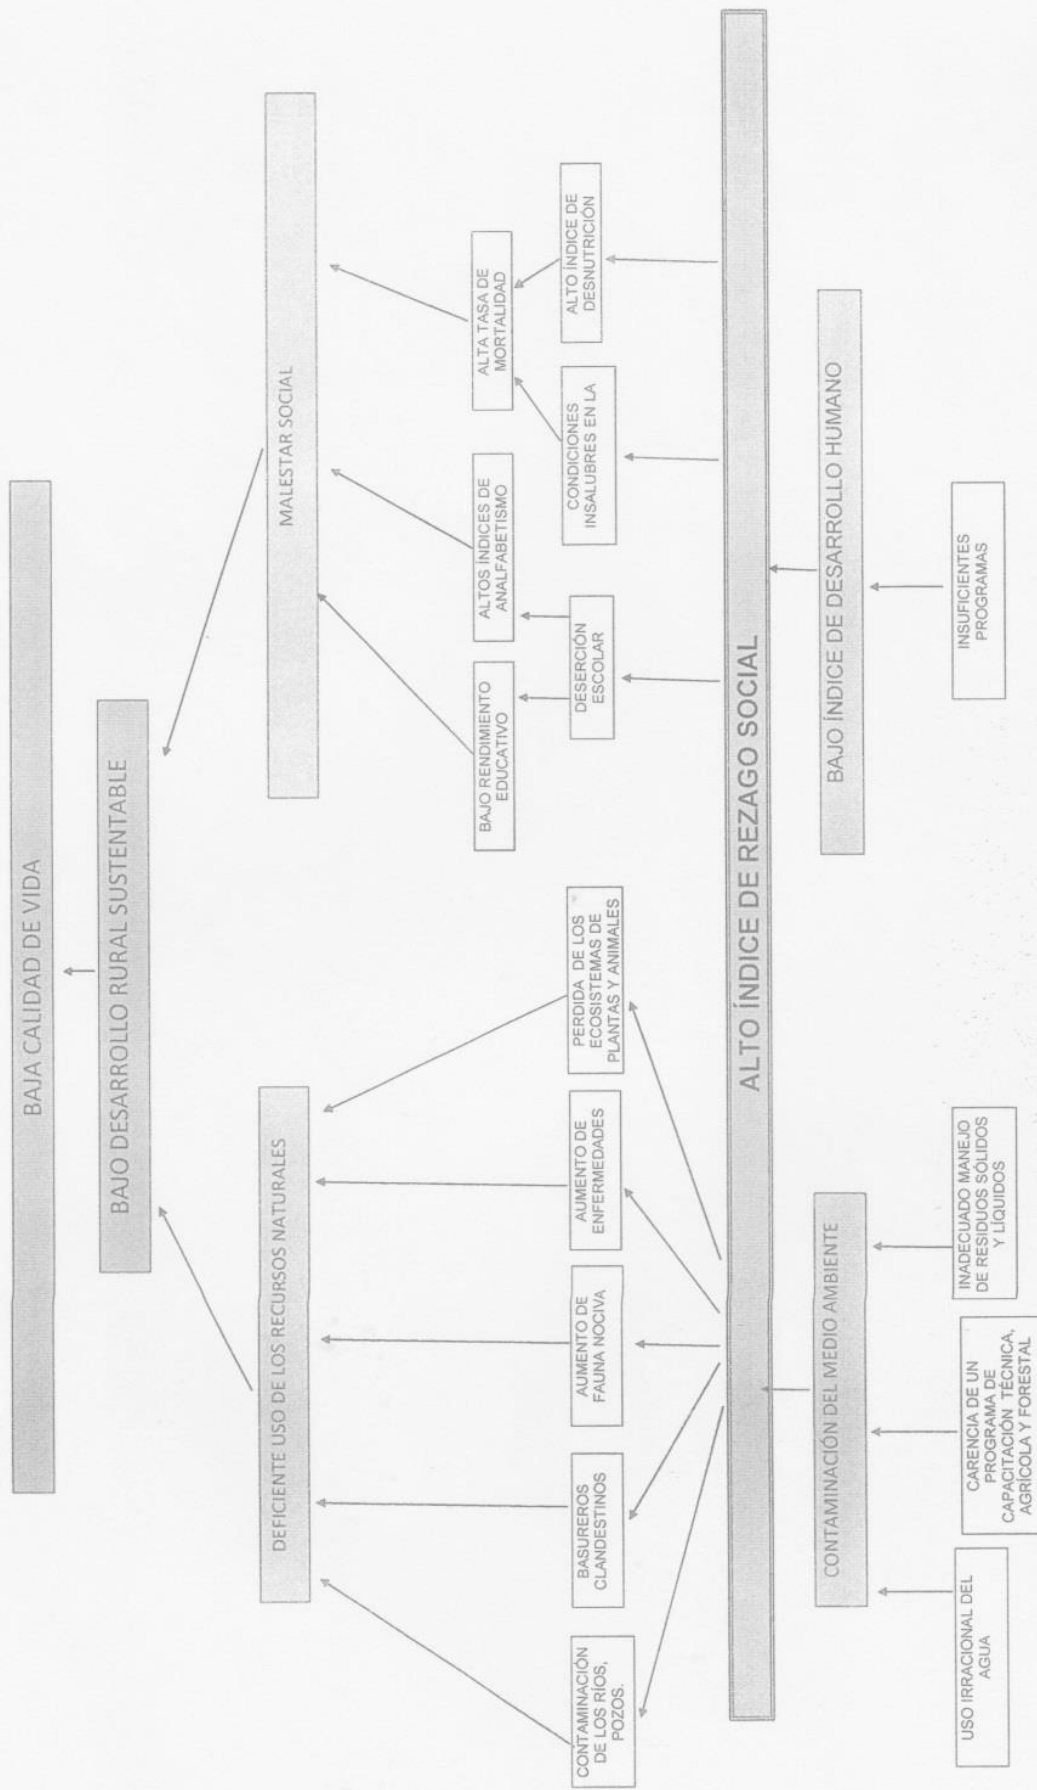 BAJA CALIDAD DE VIDA
BAJO DESARROLLO RURAL SUSTENTABLE
DEFICIENTE USO DE LOS RECURSOS NATURALES
MALESTAR SOCIAL
BAJO RENDIMIENTO
EDUCATIVO
ALTOS ÍNDICES DE
ANALFABETISMO
ALTA TASA DE
MORTALIDAD
CONTAMINACIÓN
DE LOS RÍOS,
POZOS.
BASUREROS
CLANDESTINOS
AUMENTO DE
FAUNA NOCIVA
AUMENTO DE
ENFERMEDADES
PERDIDA DE LOS
ECOSISTEMAS DE
PLANTAS Y ANIMALES
DESERCIÓN
ESCOLAR
CONDICIONES
INSALUBRES EN LA
ALTO ÍNDICE DE
DESNUTRICIÓN
ALTO ÍNDICE DE REZAGO SOCIAL
CONTAMINACIÓN DEL MEDIO AMBIENTE
BAJO ÍNDICE DE DESARROLLO HUMANO
USO IRRACIONAL DEL
AGUA
CARENCIA DE UN
PROGRAMA DE
CAPACITACIÓN TÉCNICA,
AGRÍCOLA Y FORESTAL
INADECUADO MANEJO
DE RESIDUOS SÓLIDOS
Y LÍQUIDOS
INSUFICIENTES
PROGRAMAS